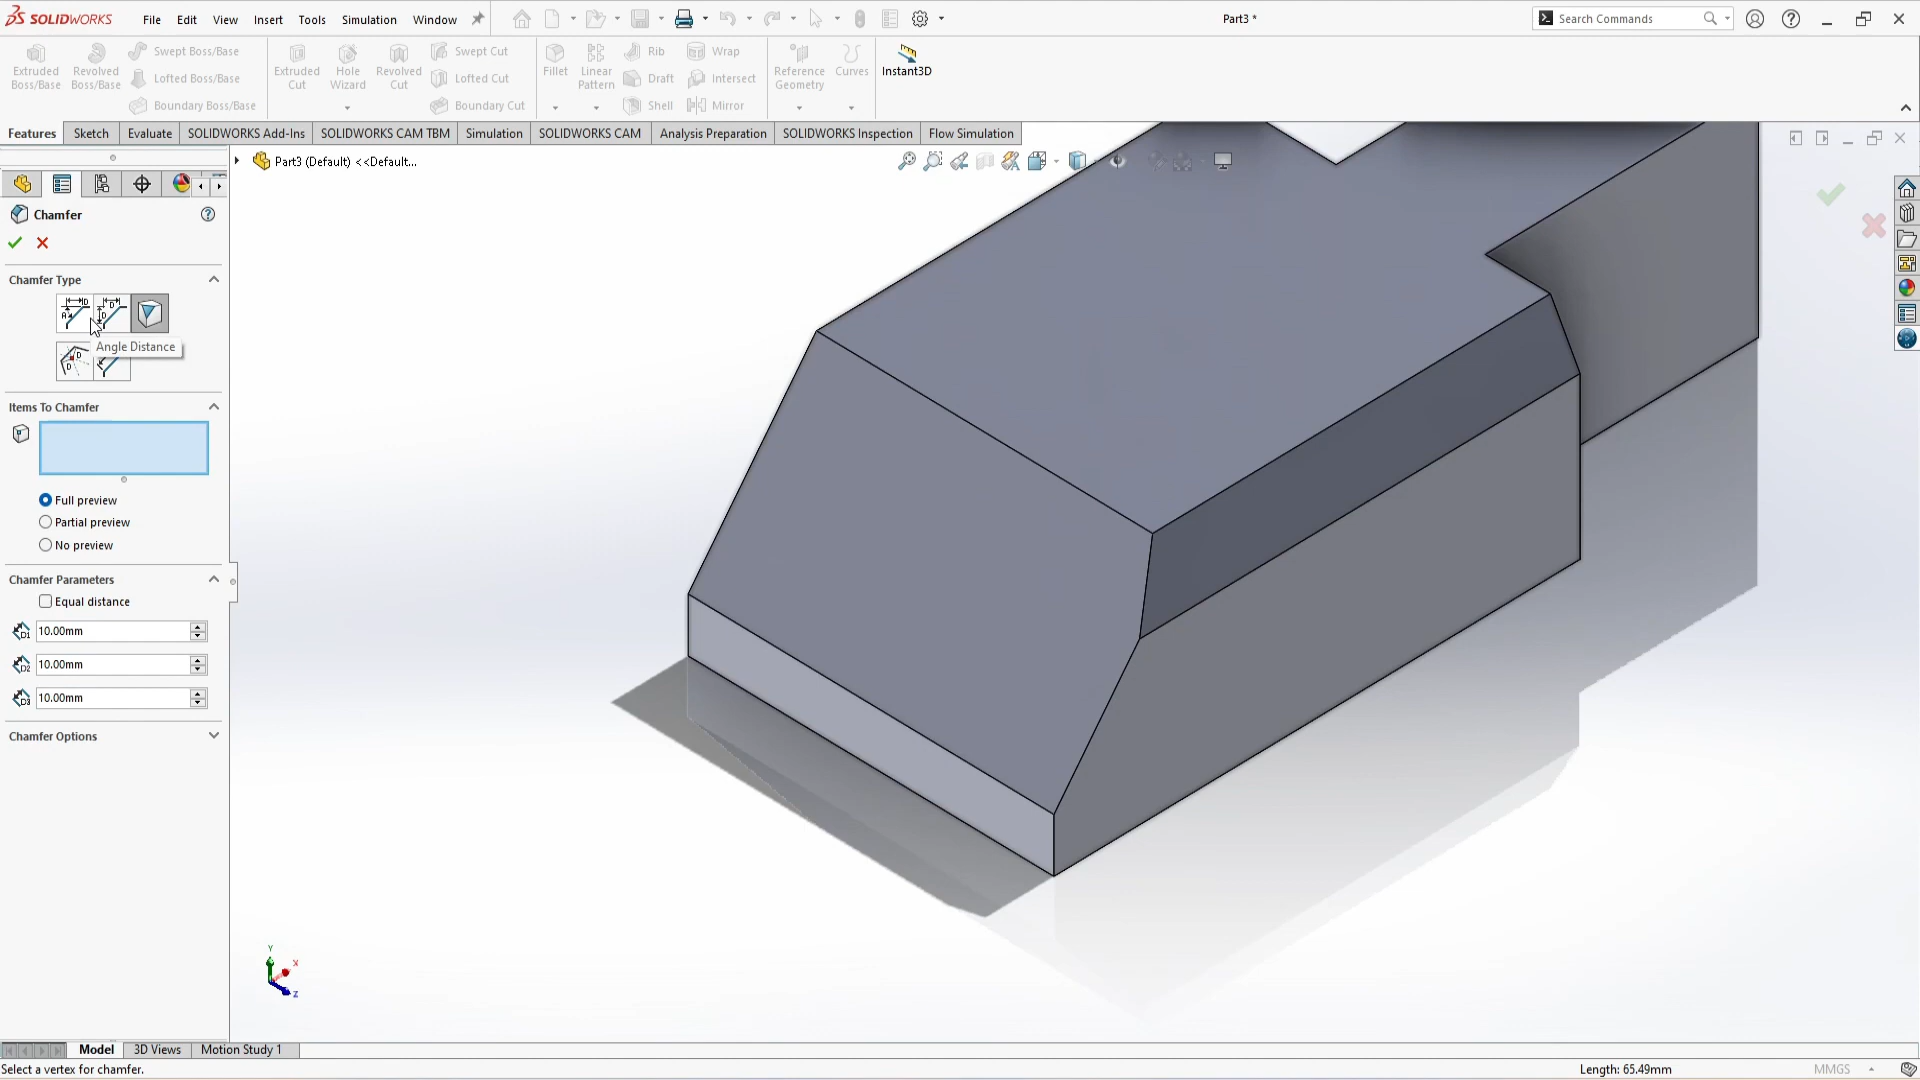 SOLIDWORKS File Edit View Insert Tools Simulation Window Part3 * Search Commands
Extruded Boss/Base
Revolved Boss/Base
Swept Boss/Base
Lofted Boss/Base
Boundary Boss/Base
Extruded Cut
Hole Wizard
Revolved Cut
Swept Cut
Lofted Cut
Boundary Cut
Fillet
Linear Pattern
Rib
Draft
Shell
Wrap
Intersect
Mirror
Reference Geometry
Curves
Instant3D
Features Sketch Evaluate SOLIDWORKS Add-Ins SOLIDWORKS CAM TBM Simulation SOLIDWORKS CAM Analysis Preparation SOLIDWORKS Inspection Flow Simulation
Part3 (Default) <<Default...
Chamfer
Chamfer Type
Angle Distance
Items To Chamfer
Full preview
Partial preview
No preview
Chamfer Parameters
Equal distance
D1 10.00mm
D2 10.00mm
D3 10.00mm
Chamfer Options
Y
X
Z
Model 3D Views Motion Study 1
Select a vertex for chamfer. Length: 65.49mm MMGS